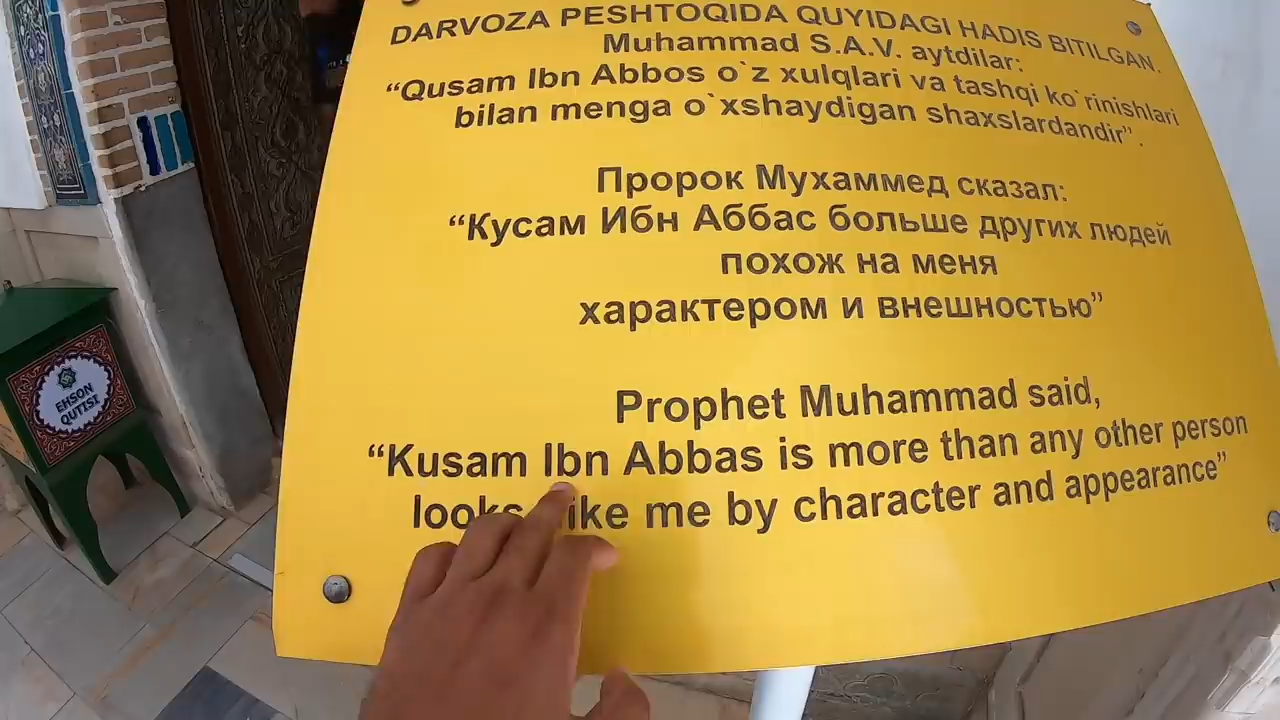 DARVOZA PESHTOQIDA QUYIDAGI HADIS BITILGAN.
Muhammad S.A.V. aytdilar:
“Qusam Ibn Abbos o`z xulqlari va tashqi ko`rinishlari
bilan menga o`xshaydigan shaxslardandir”.
Пророк Мухаммед сказал:
“Кусам Ибн Аббас больше других людей
похож на меня
характером и внешностью”
Prophet Muhammad said,
“Kusam Ibn Abbas is more than any other person
looks like me by character and appearance”
EHSON
QUTISI